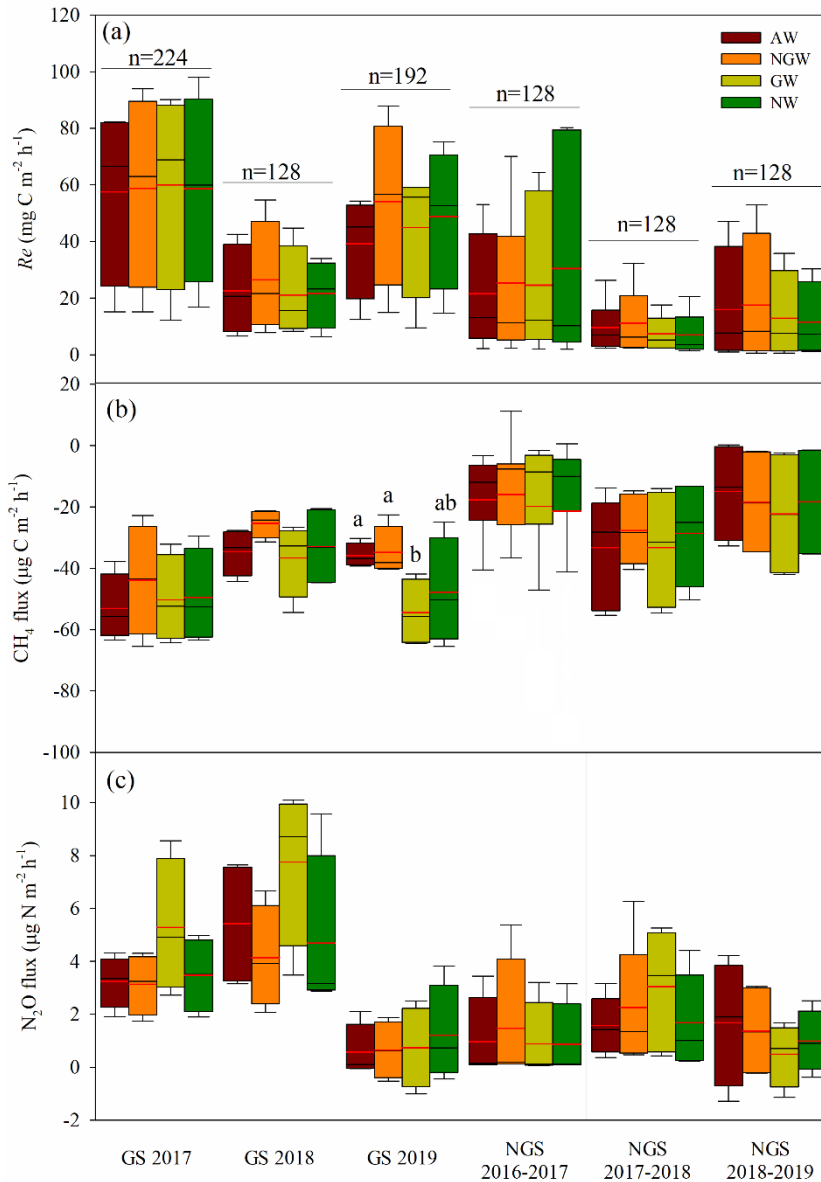 (a)
n=224
n=128
n=192
n=128
n=128
n=128
AW
NGW
GW
NW
120
100
80
60
40
20
0
Re (mg C m⁻² h⁻¹)
(b)
20
0
-20
-40
-60
-80
-100
CH₄ flux (µg C m⁻² h⁻¹)
a
a
b
ab
(c)
10
8
6
4
2
0
-2
N₂O flux (µg N m⁻² h⁻¹)
GS 2017
GS 2018
GS 2019
NGS
2016-2017
NGS
2017-2018
NGS
2018-2019